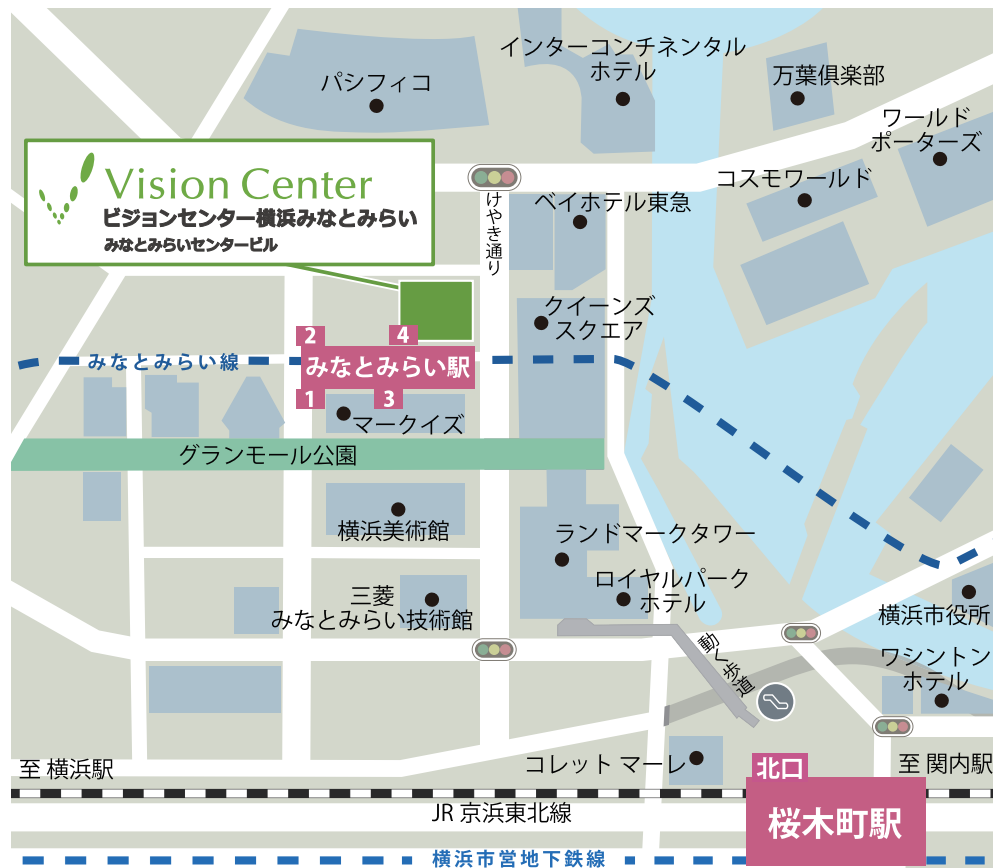 インターコンチネンタル
ホテル
パシフィコ
万葉倶楽部
ワールド
ポーターズ
Vision Center
ビジョンセンター横浜みなとみらい
みなとみらいセンタービル
けやき通り
コスモワールド
ベイホテル東急
クイーンズ
スクエア
2
4
みなとみらい線
みなとみらい駅
1
3
マークイズ
グランモール公園
横浜美術館
ランドマークタワー
三菱
みなとみらい技術館
ロイヤルパーク
ホテル
横浜市役所
動く歩道
ワシントン
ホテル
コレット マーレ
至 横浜駅
北口
至 関内駅
JR 京浜東北線
桜木町駅
横浜市営地下鉄線